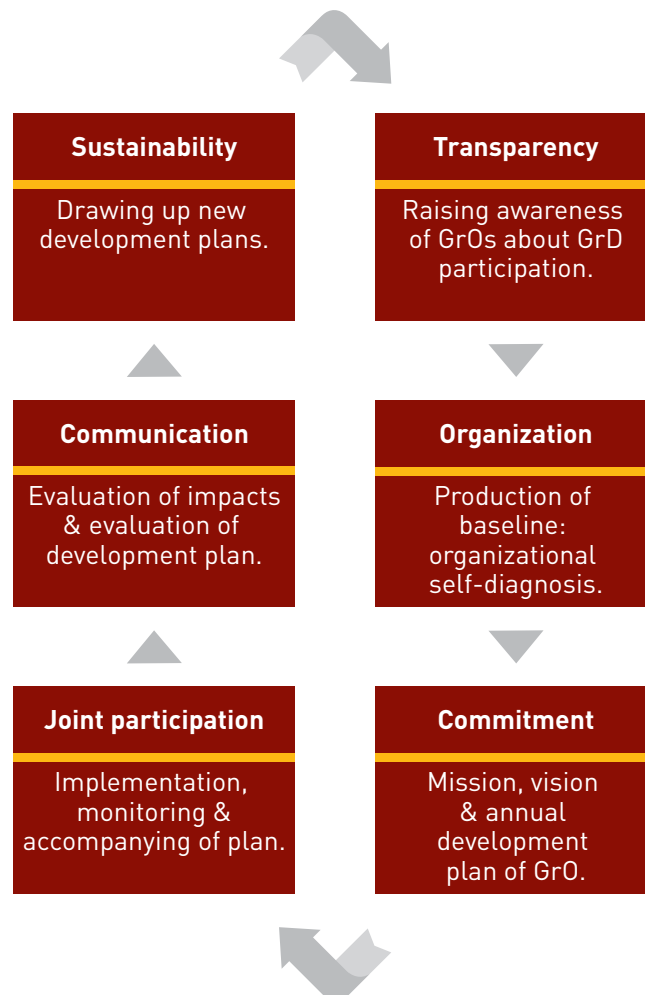 Sustainability
Drawing up new
development plans.
Transparency
Raising awareness
of GrOs about GrD
participation.
Communication
Evaluation of impacts
& evaluation of
development plan.
Organization
Production of
baseline:
organizational
self-diagnosis.
Joint participation
Implementation,
monitoring &
accompanying of plan.
Commitment
Mission, vision
& annual
development
plan of GrO.